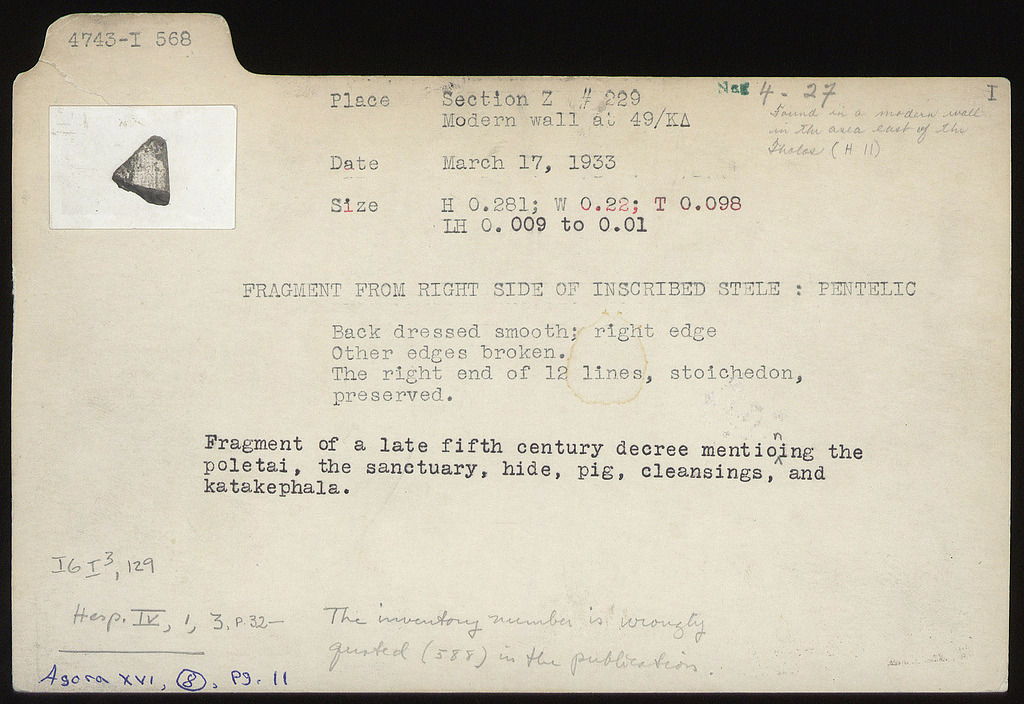 4743-I 568
Neg 4 - 27
I
Place Section Z # 229
Modern wall at 49/ΚΔ
Found in a modern wall
in the area east of the
Tholos (H 11)
Date March 17, 1933
Size H 0.281; W 0.22; T 0.098
LH 0.009 to 0.01
FRAGMENT FROM RIGHT SIDE OF INSCRIBED STELE : PENTELIC
Back dressed smooth; right edge
Other edges broken.
The right end of 12 lines, stoichedon,
preserved.
Fragment of a late fifth century decree mentioning the
poletai, the sanctuary, hide, pig, cleansings, and
katakephala.
IG I3, 129
Hesp. IV, 1, 3, P.32—
The inventory number is wrongly
quoted (588) in the publication.
Agora XVI, 8, Pg. 11